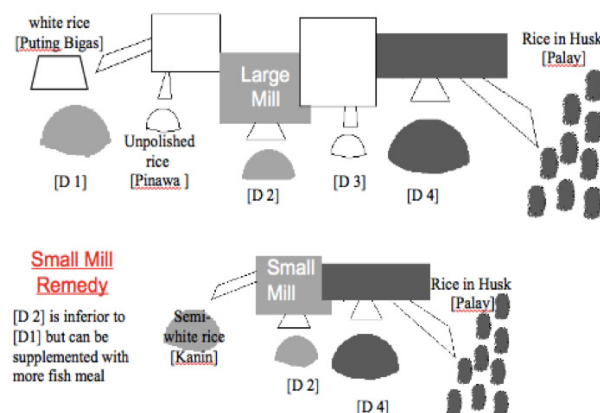 white rice
[Puting Bigas]
Rice in Husk
[Palay]
Large
Mill
Unpolished
rice
[Pinawa ]
[D 1]
[D 2]
[D 3]
[D 4]
Small Mill
Remedy
[D 2] is inferior to
[D1] but can be
supplemented with
more fish meal
Small
Mill
Rice in Husk
[Palay]
Semi-
white rice
[Kanin]
[D 2]
[D 4]